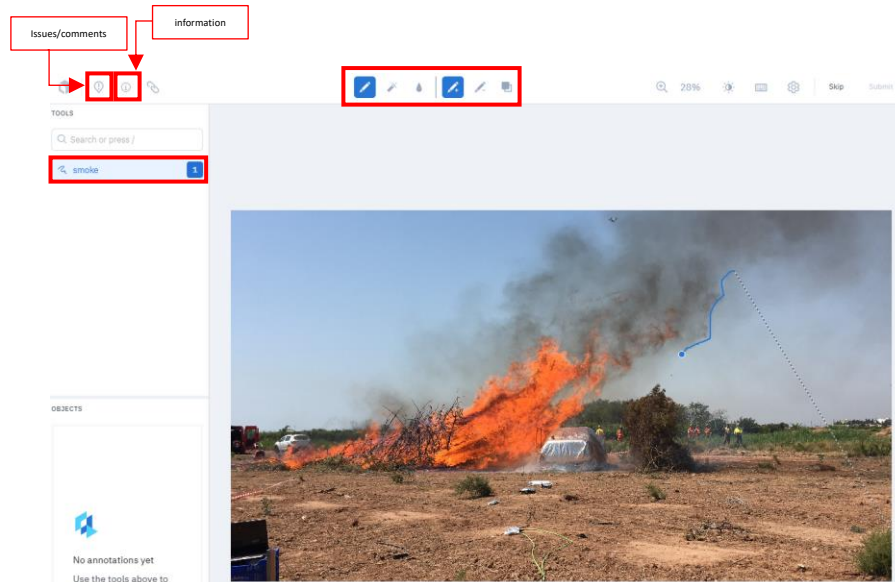 information
Issues/comments
28%
Skip
Submit
TOOLS
Search or press /
smoke
1
OBJECTS
No annotations yet
Use the tools above to